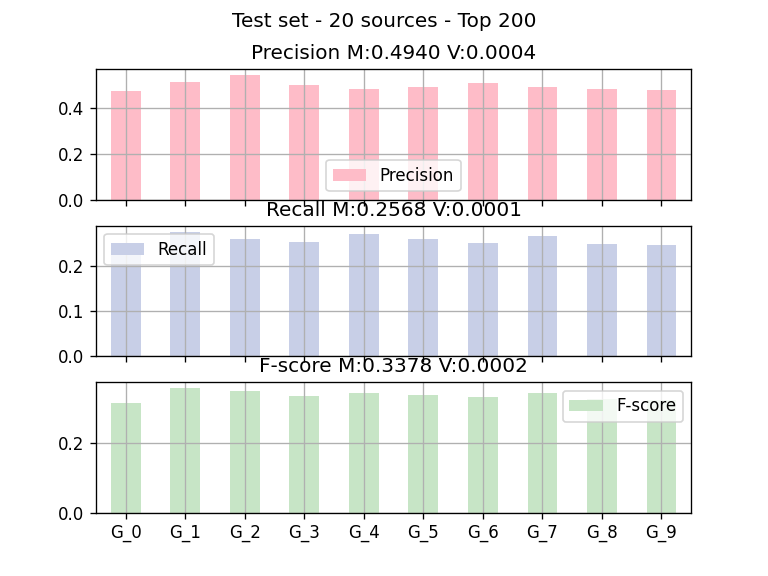 Test set - 20 sources - Top 200
Precision M:0.4940 V:0.0004
0.4
0.2
0.0
Precision
Recall M:0.2568 V:0.0001
0.2
0.1
0.0
Recall
F-score M:0.3378 V:0.0002
0.2
0.0
F-score
G_0 G_1 G_2 G_3 G_4 G_5 G_6 G_7 G_8 G_9